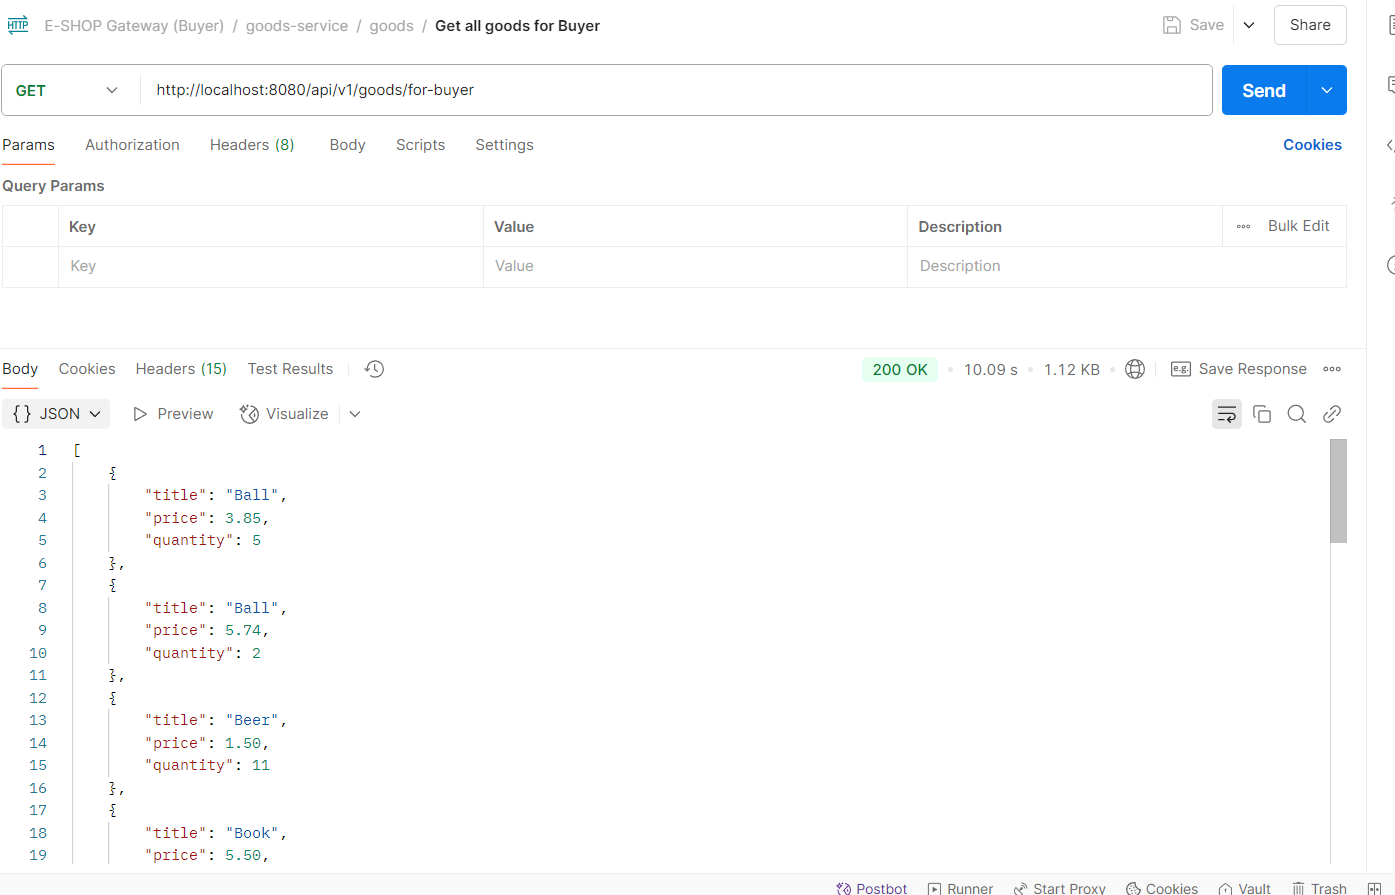 HTTP E-SHOP Gateway (Buyer) / goods-service / goods / Get all goods for Buyer Save Share
GET http://localhost:8080/api/v1/goods/for-buyer Send
Params Authorization Headers (8) Body Scripts Settings Cookies
Query Params
Key Value Description Bulk Edit
Key Value Description
Body Cookies Headers (15) Test Results 200 OK 10.09 s 1.12 KB e.g. Save Response
{} JSON Preview Visualize
1 [
2 {
3 "title": "Ball",
4 "price": 3.85,
5 "quantity": 5
6 },
7 {
8 "title": "Ball",
9 "price": 5.74,
10 "quantity": 2
11 },
12 {
13 "title": "Beer",
14 "price": 1.50,
15 "quantity": 11
16 },
17 {
18 "title": "Book",
19 "price": 5.50,
Postbot Runner Start Proxy Cookies Vault Trash